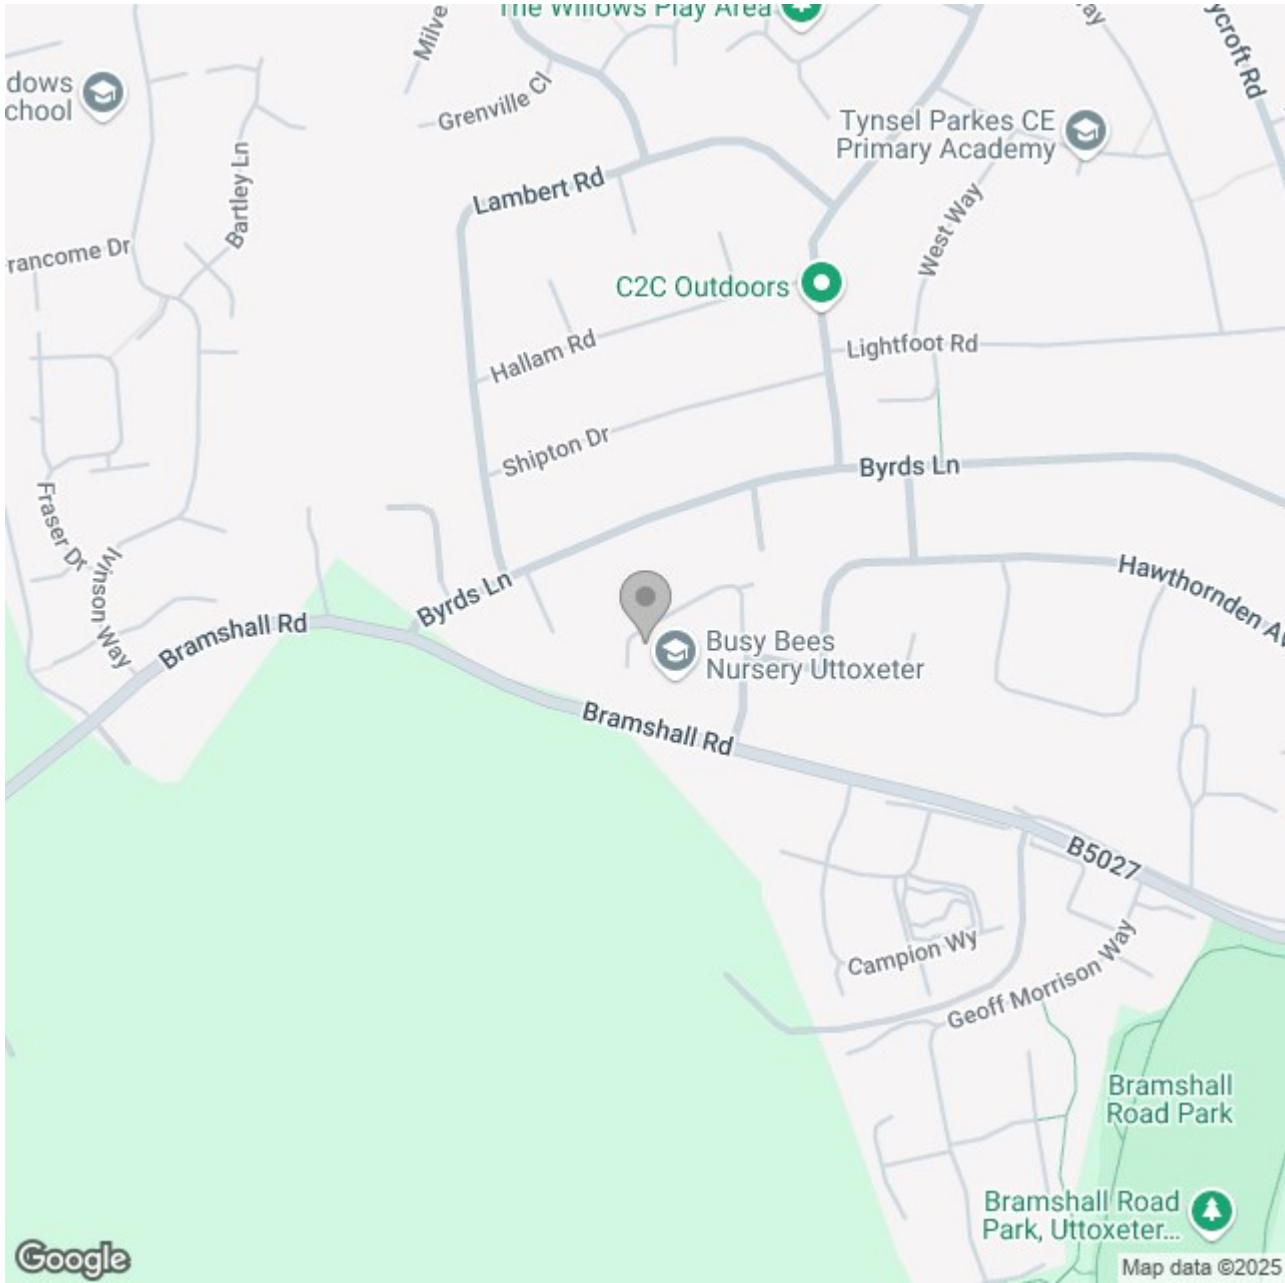 The Willows Play Area
Milve
ycroft Rd
ay
dows
chool
Grenville Cl
Tynsel Parkes CE
Primary Academy
Bartley Ln
Lambert Rd
West Way
rancome Dr
C2C Outdoors
Hallam Rd
Lightfoot Rd
Shipton Dr
Byrds Ln
Fraser Dr
Ivinson Way
Byrds Ln
Hawthornden Av
Bramshall Rd
Busy Bees
Nursery Uttoxeter
Bramshall Rd
B5027
Campion Wy
Geoff Morrison Way
Bramshall
Road Park
Bramshall Road
Park, Uttoxeter...
Google
Map data ©2025